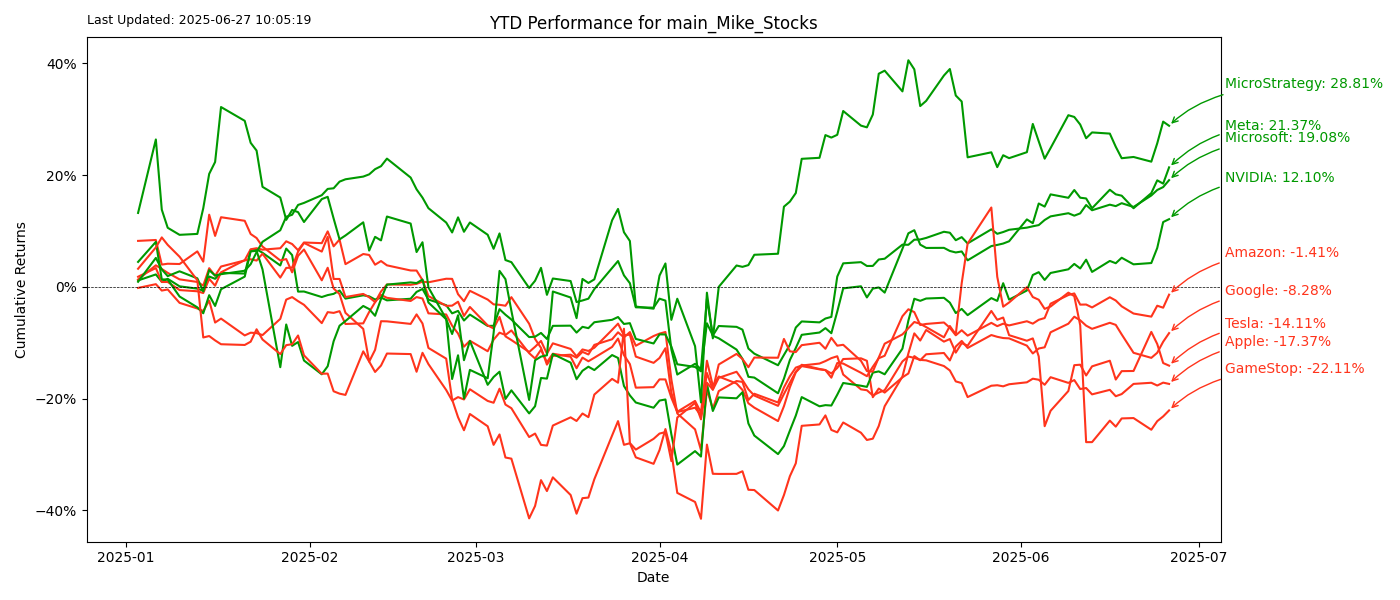 Last Updated: 2025-06-27 10:05:19
YTD Performance for main_Mike_Stocks
Cumulative Returns
40%
20%
0%
−20%
−40%
2025-01
2025-02
2025-03
2025-04
2025-05
2025-06
2025-07
Date
MicroStrategy: 28.81%
Meta: 21.37%
Microsoft: 19.08%
NVIDIA: 12.10%
Amazon: -1.41%
Google: -8.28%
Tesla: -14.11%
Apple: -17.37%
GameStop: -22.11%